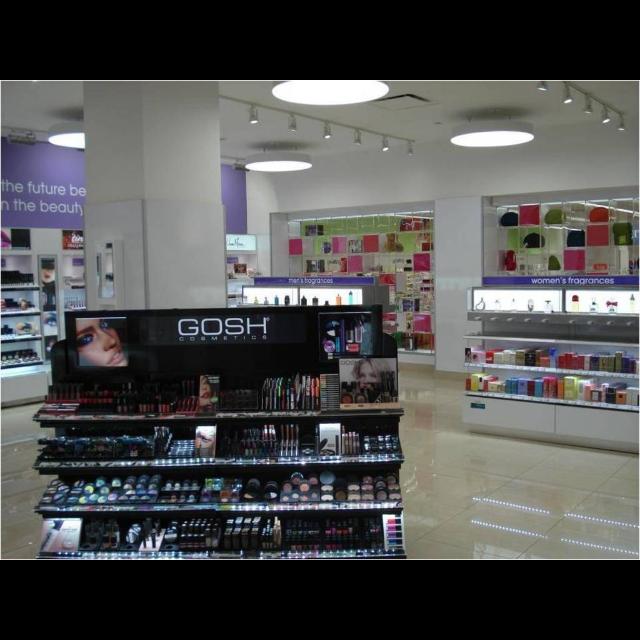 the future be
in the beauty
GOSH
COSMETICS
men's fragrances
women's fragrances